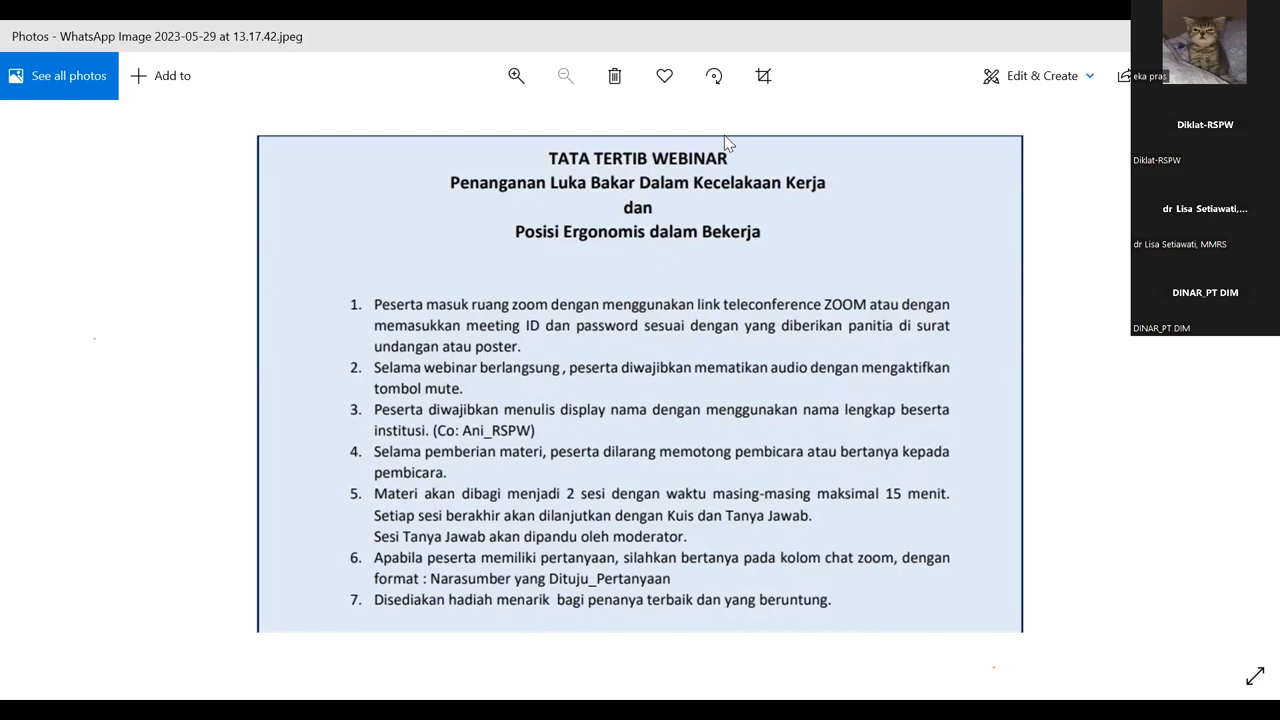 Photos - WhatsApp Image 2023-05-29 at 13.17.42.jpeg
See all photos
Add to
Edit & Create
eka pras
Diklat-RSPW
Diklat-RSPW
dr Lisa Setiawati,...
dr Lisa Setiawati, MMRS
DINAR_PT DIM
DINAR_PT DIM
TATA TERTIB WEBINAR
Penanganan Luka Bakar Dalam Kecelakaan Kerja
dan
Posisi Ergonomis dalam Bekerja
1. Peserta masuk ruang zoom dengan menggunakan link teleconference ZOOM atau dengan
memasukkan meeting ID dan password sesuai dengan yang diberikan panitia di surat
undangan atau poster.
2. Selama webinar berlangsung , peserta diwajibkan mematikan audio dengan mengaktifkan
tombol mute.
3. Peserta diwajibkan menulis display nama dengan menggunakan nama lengkap beserta
institusi. (Co: Ani_RSPW)
4. Selama pemberian materi, peserta dilarang memotong pembicara atau bertanya kepada
pembicara.
5. Materi akan dibagi menjadi 2 sesi dengan waktu masing-masing maksimal 15 menit.
Setiap sesi berakhir akan dilanjutkan dengan Kuis dan Tanya Jawab.
Sesi Tanya Jawab akan dipandu oleh moderator.
6. Apabila peserta memiliki pertanyaan, silahkan bertanya pada kolom chat zoom, dengan
format : Narasumber yang Dituju_Pertanyaan
7. Disediakan hadiah menarik bagi penanya terbaik dan yang beruntung.